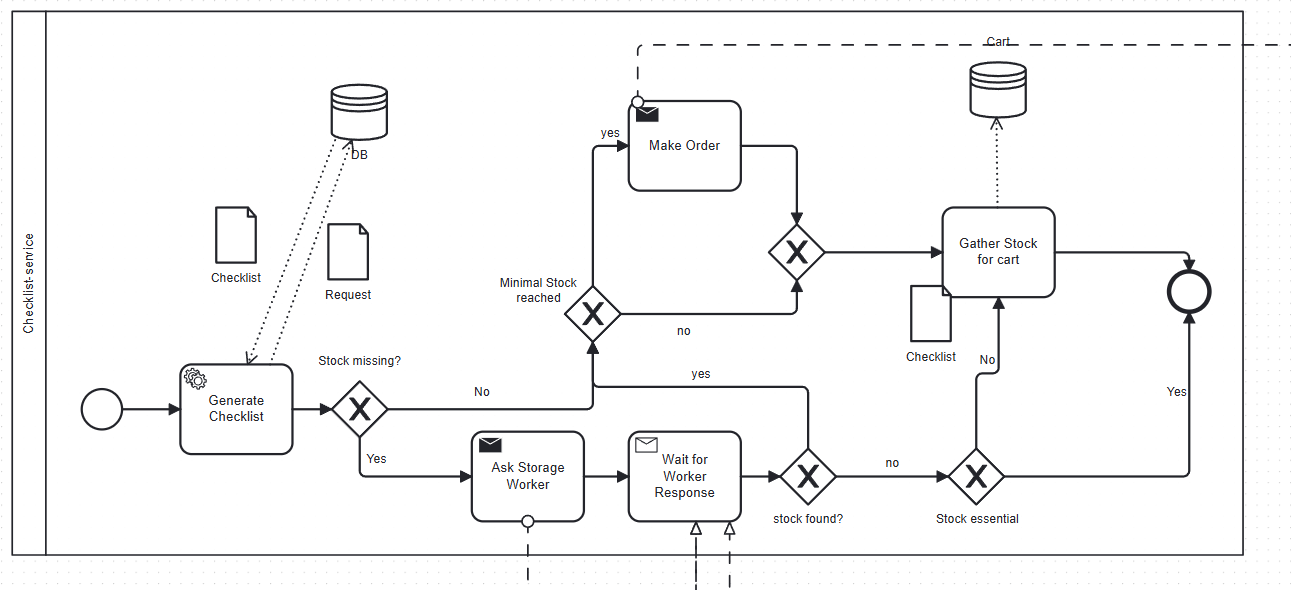 Checklist-service
Cart
DB
yes
Make Order
Checklist
Request
Gather Stock
for cart
Minimal Stock
reached
no
Checklist
Stock missing?
No
yes
No
Generate
Checklist
Yes
Yes
Ask Storage
Worker
Wait for
Worker
Response
no
stock found?
Stock essential